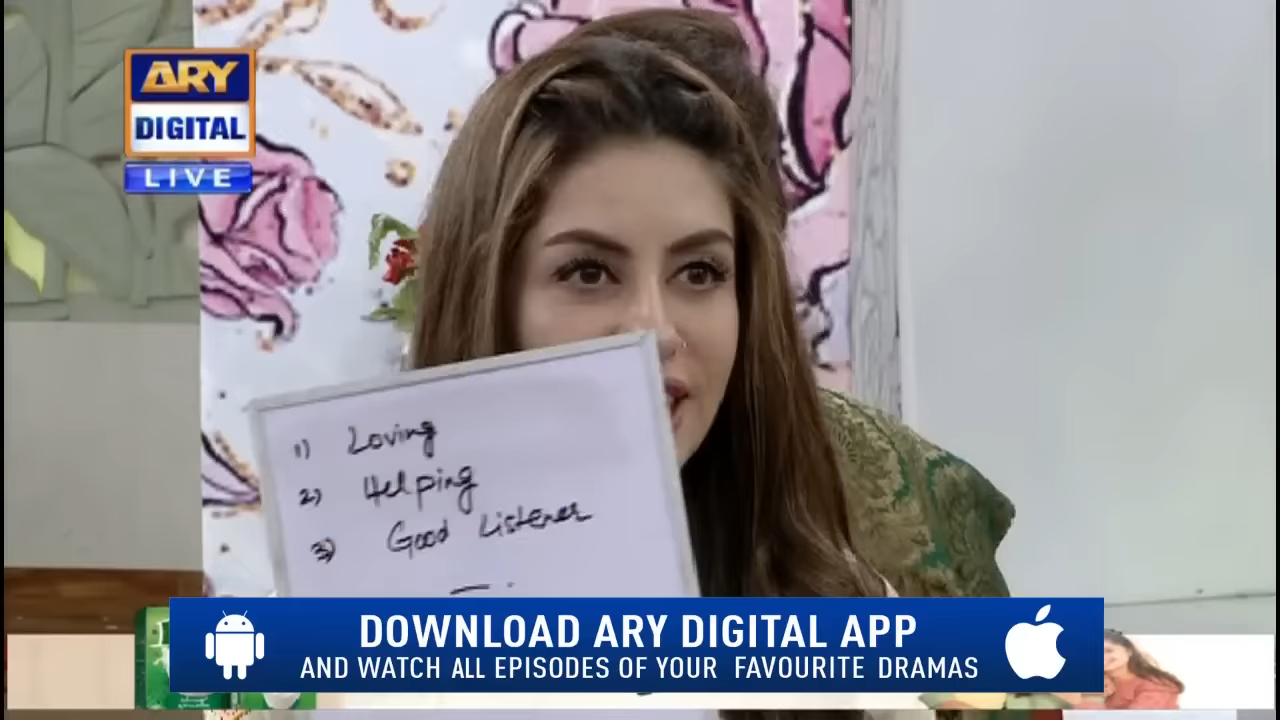 ARY
DIGITAL
LIVE
1) Loving
2) Helping
3) Good Listener
DOWNLOAD ARY DIGITAL APP
AND WATCH ALL EPISODES OF YOUR FAVOURITE DRAMAS